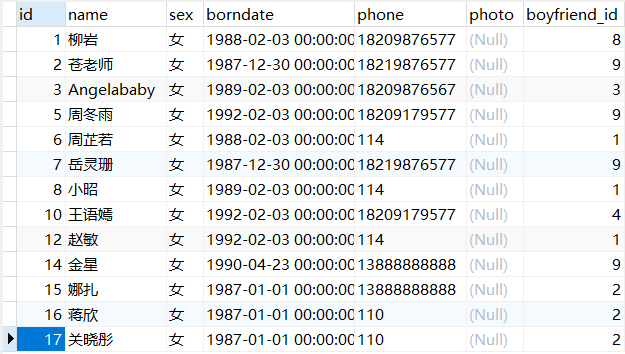 id name sex borndate phone photo boyfriend_id
1 柳岩 女 1988-02-03 00:00:00 18209876577 (Null) 8
2 苍老师 女 1987-12-30 00:00:00 18219876577 (Null) 9
3 Angelababy 女 1989-02-03 00:00:00 18209876567 (Null) 3
5 周冬雨 女 1992-02-03 00:00:00 18209179577 (Null) 9
6 周芷若 女 1988-02-03 00:00:00 114 (Null) 1
7 岳灵珊 女 1987-12-30 00:00:00 18219876577 (Null) 9
8 小昭 女 1989-02-03 00:00:00 114 (Null) 1
10 王语嫣 女 1992-02-03 00:00:00 18209179577 (Null) 4
12 赵敏 女 1992-02-03 00:00:00 114 (Null) 1
14 金星 女 1990-04-23 00:00:00 13888888888 (Null) 9
15 娜扎 女 1987-01-01 00:00:00 13888888888 (Null) 2
16 蒋欣 女 1987-01-01 00:00:00 110 (Null) 2
17 关晓彤 女 1987-01-01 00:00:00 110 (Null) 2